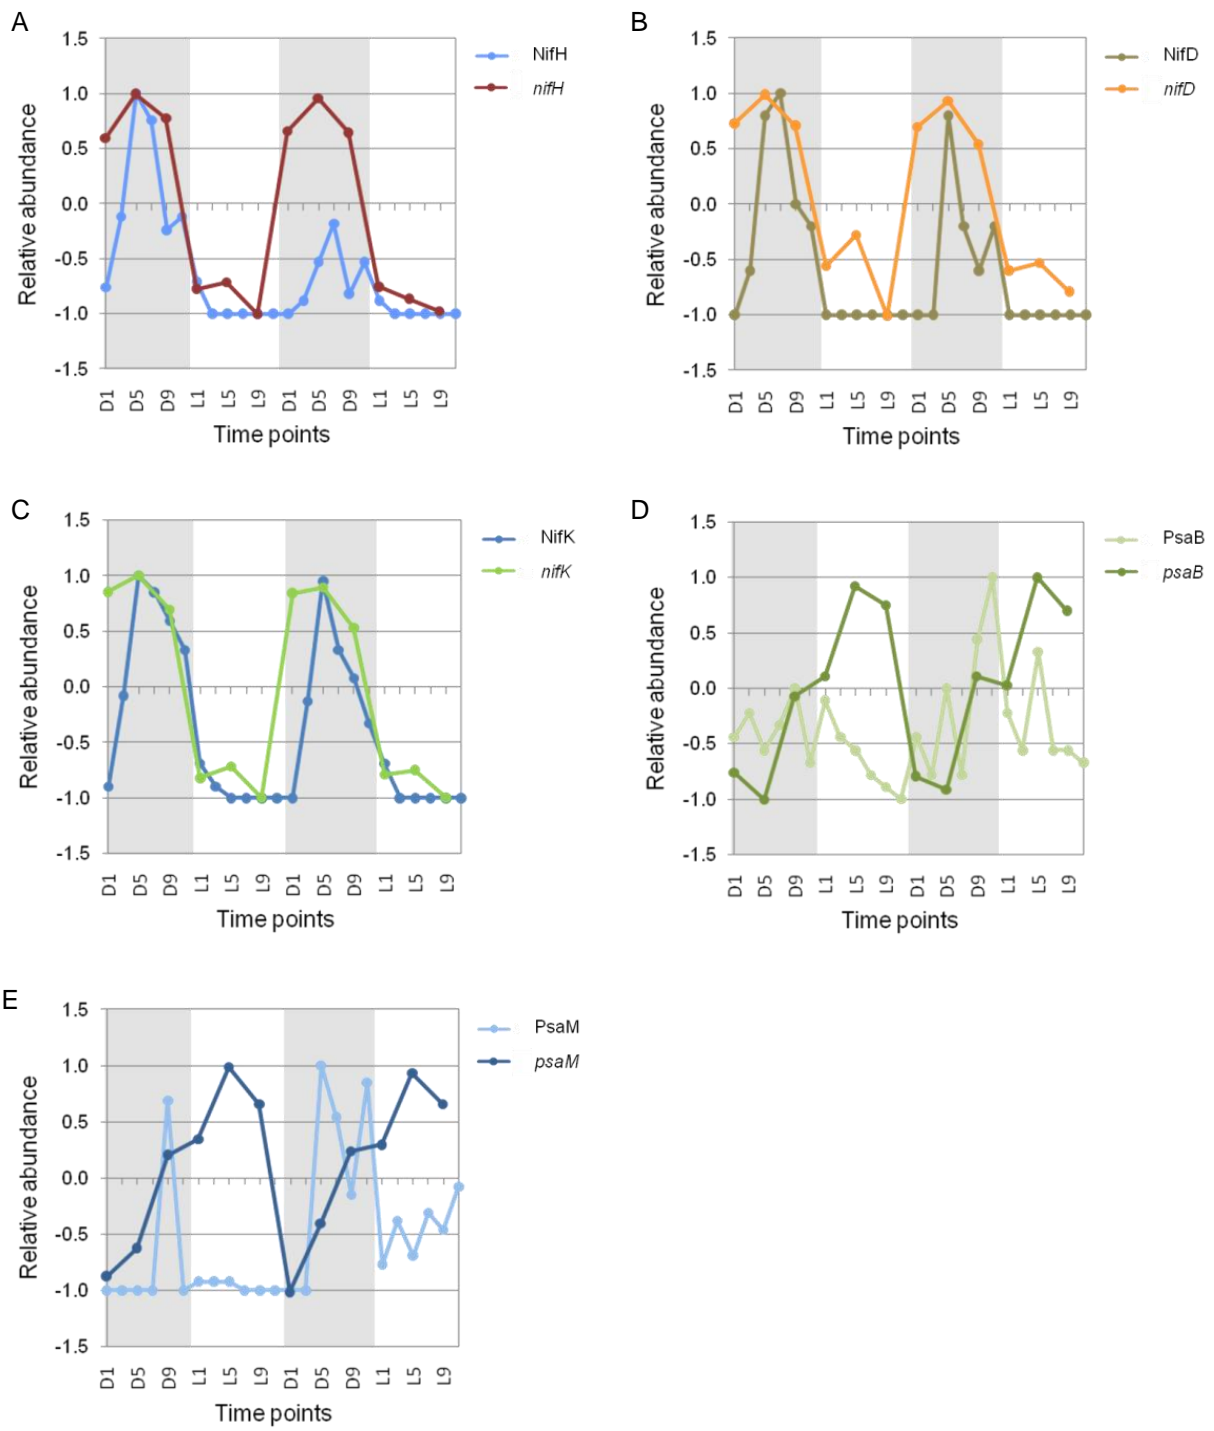 A
1.5
1.0
0.5
0.0
-0.5
-1.0
-1.5
Relative abundance
D1 D5 D9 L1 L5 L9 D1 D5 D9 L1 L5 L9
Time points
NifH
nifH
B
1.5
1.0
0.5
0.0
-0.5
-1.0
-1.5
Relative abundance
D1 D5 D9 L1 L5 L9 D1 D5 D9 L1 L5 L9
Time points
NifD
nifD
C
1.5
1.0
0.5
0.0
-0.5
-1.0
-1.5
Relative abundance
D1 D5 D9 L1 L5 L9 D1 D5 D9 L1 L5 L9
Time points
NifK
nifK
D
1.5
1.0
0.5
0.0
-0.5
-1.0
-1.5
Relative abundance
D1 D5 D9 L1 L5 L9 D1 D5 D9 L1 L5 L9
Time points
PsaB
psaB
E
1.5
1.0
0.5
0.0
-0.5
-1.0
-1.5
Relative abundance
D1 D5 D9 L1 L5 L9 D1 D5 D9 L1 L5 L9
Time points
PsaM
psaM